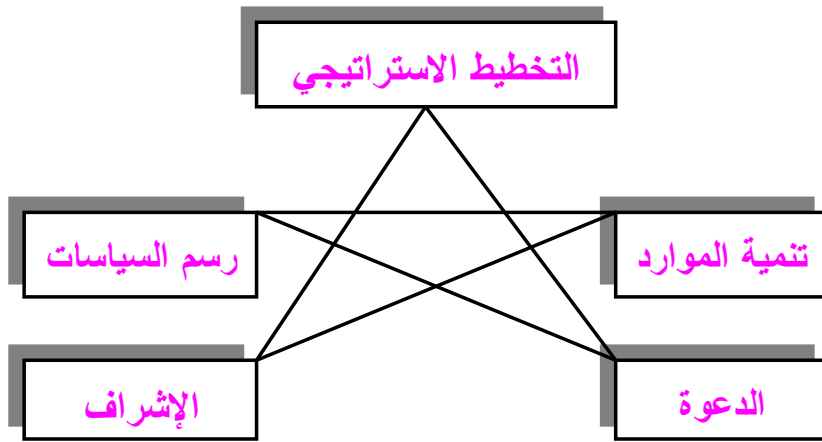 التخطيط الاستراتيجي
تنمية الموارد
رسم السياسات
الدعوة
الإشراف